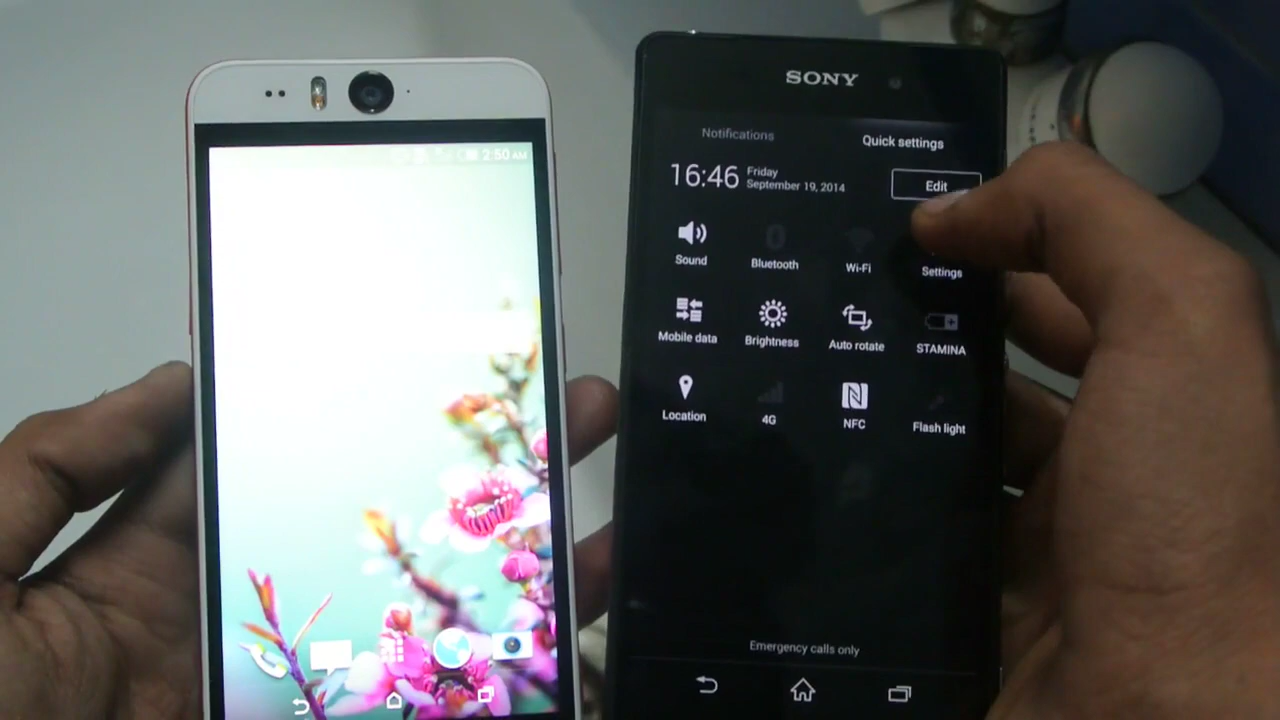 2:50 AM
SONY
Notifications
Quick settings
16:46
Friday
September 19, 2014
Edit
Sound
Bluetooth
Wi-Fi
Settings
Mobile data
Brightness
Auto rotate
STAMINA
Location
4G
NFC
Flash light
Emergency calls only